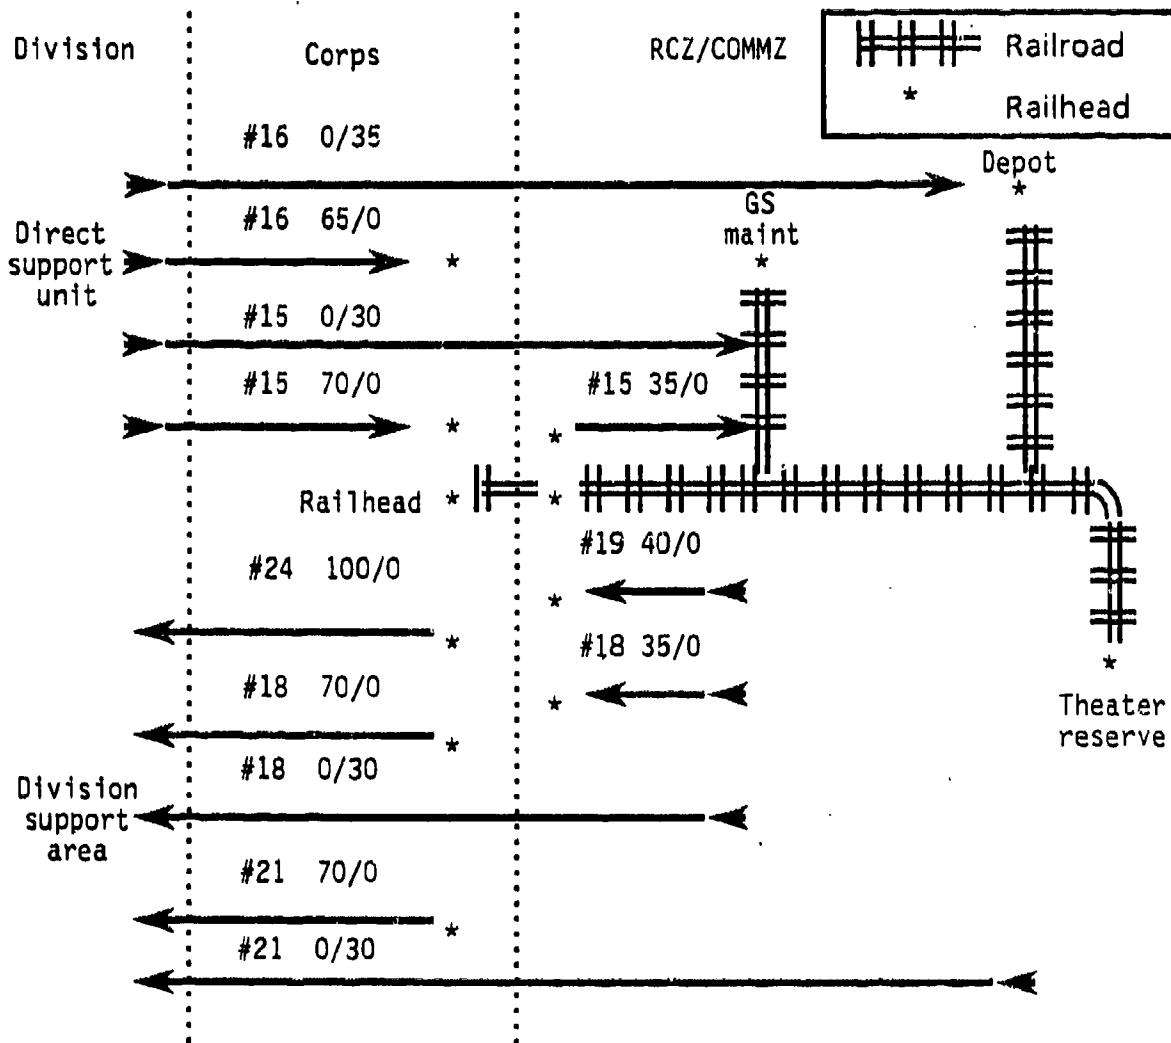 Division
Corps
RCZ/COMMZ
Railroad
* Railhead
#16 0/35
Depot
*
#16 65/0
GS
maint
*
Direct
support
unit
*
#15 0/30
#15 70/0
#15 35/0
* *
Railhead * *
#24 100/0
#19 40/0
*
*
#18 35/0
*
Theater
reserve
#18 70/0
*
*
#18 0/30
Division
support
area
#21 70/0
*
#21 0/30